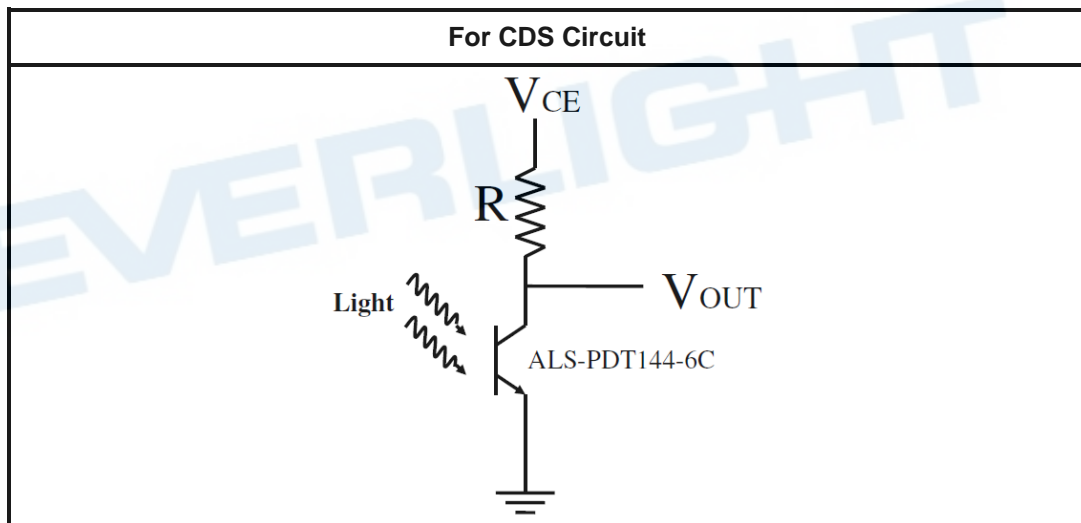 For CDS Circuit
EVERLIGHT
VCE
R
VOUT
Light
ALS-PDT144-6C